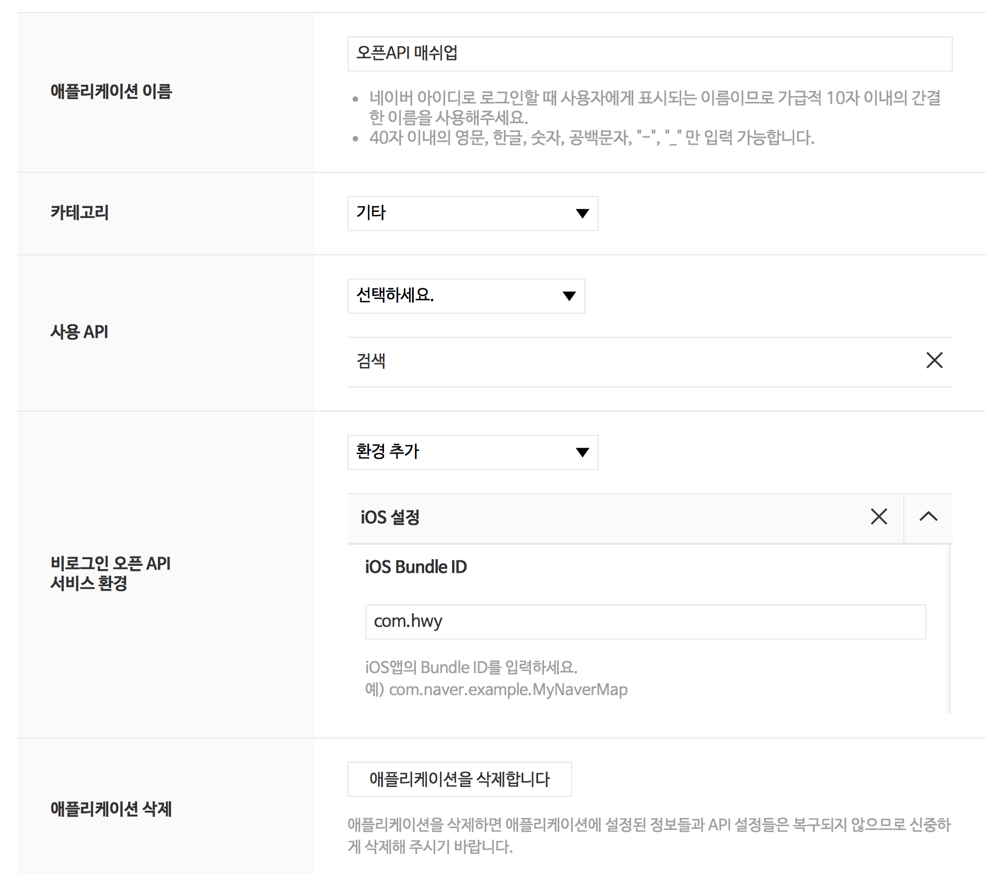 애플리케이션 이름
오픈API 매쉬업
네이버 아이디로 로그인할 때 사용자에게 표시되는 이름이므로 가급적 10자 이내의 간결
한 이름을 사용해주세요.
40자 이내의 영문, 한글, 숫자, 공백문자, "-", "_" 만 입력 가능합니다.
카테고리
기타
사용 API
선택하세요.
검색
비로그인 오픈 API
서비스 환경
환경 추가
iOS 설정
iOS Bundle ID
com.hwy
iOS앱의 Bundle ID를 입력하세요.
예) com.naver.example.MyNaverMap
애플리케이션 삭제
애플리케이션을 삭제합니다
애플리케이션을 삭제하면 애플리케이션에 설정된 정보들과 API 설정들은 복구되지 않으므로 신중하
게 삭제해 주시기 바랍니다.